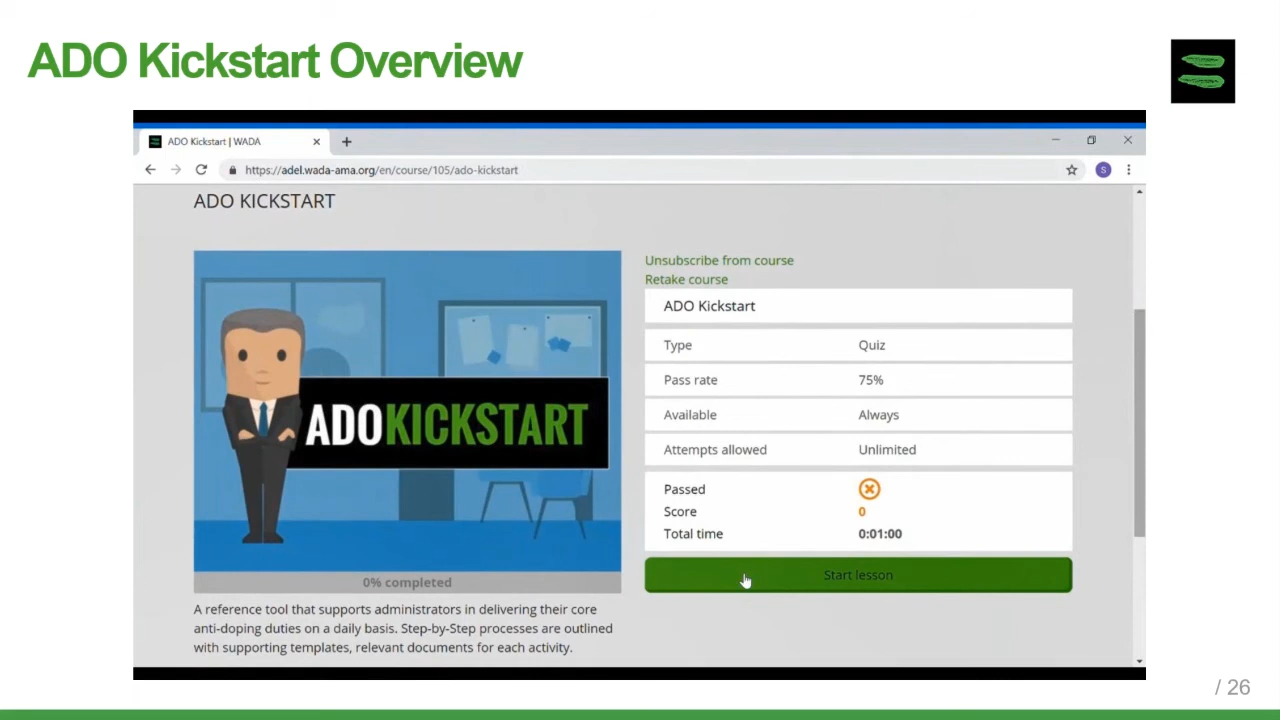 ADO Kickstart Overview
ADO Kickstart | WADA
https://adel.wada-ama.org/en/course/105/ado-kickstart
S
ADO KICKSTART
ADOKICKSTART
0% completed
A reference tool that supports administrators in delivering their core
anti-doping duties on a daily basis. Step-by-Step processes are outlined
with supporting templates, relevant documents for each activity.
Unsubscribe from course
Retake course
ADO Kickstart
Type Quiz
Pass rate 75%
Available Always
Attempts allowed Unlimited
Passed
Score 0
Total time 0:01:00
Start lesson
/ 26